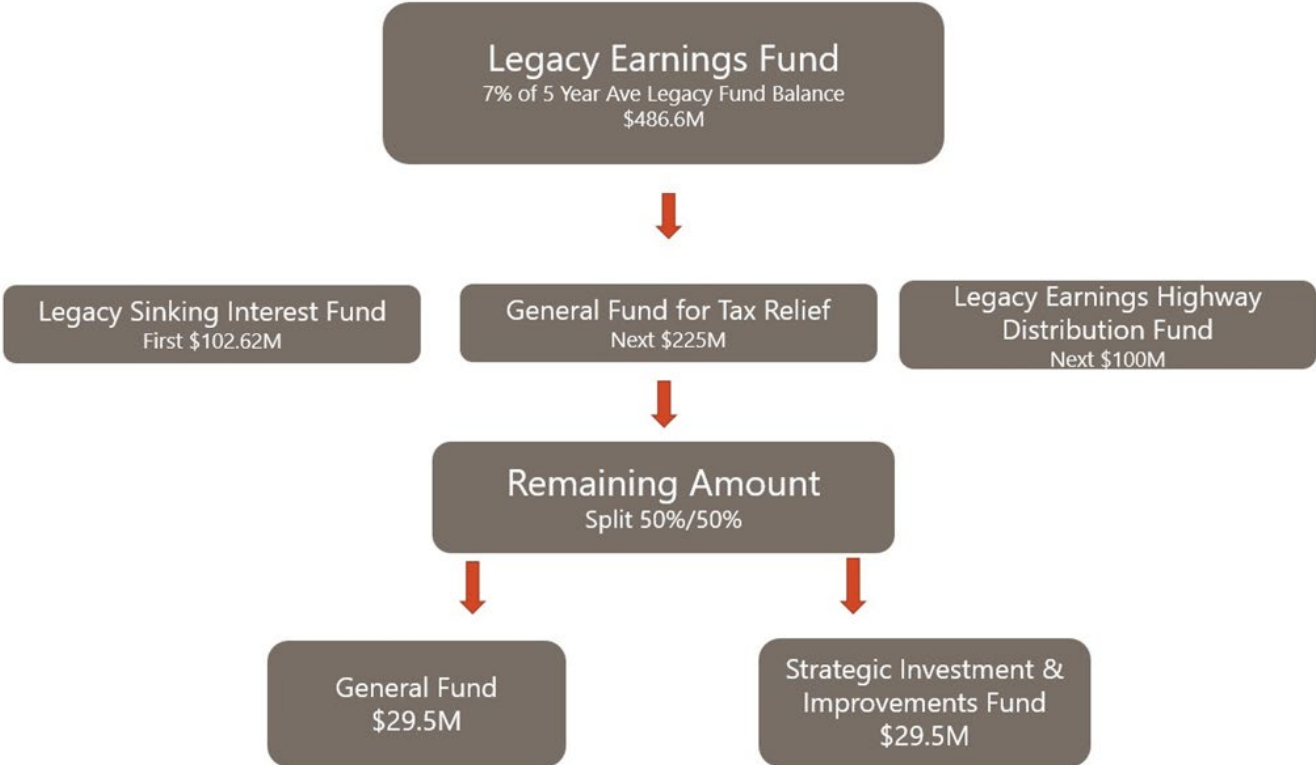 Legacy Earnings Fund
7% of 5 Year Ave Legacy Fund Balance
$486.6M
Legacy Sinking Interest Fund
First $102.62M
General Fund for Tax Relief
Next $225M
Legacy Earnings Highway
Distribution Fund
Next $100M
Remaining Amount
Split 50%/50%
General Fund
$29.5M
Strategic Investment &
Improvements Fund
$29.5M